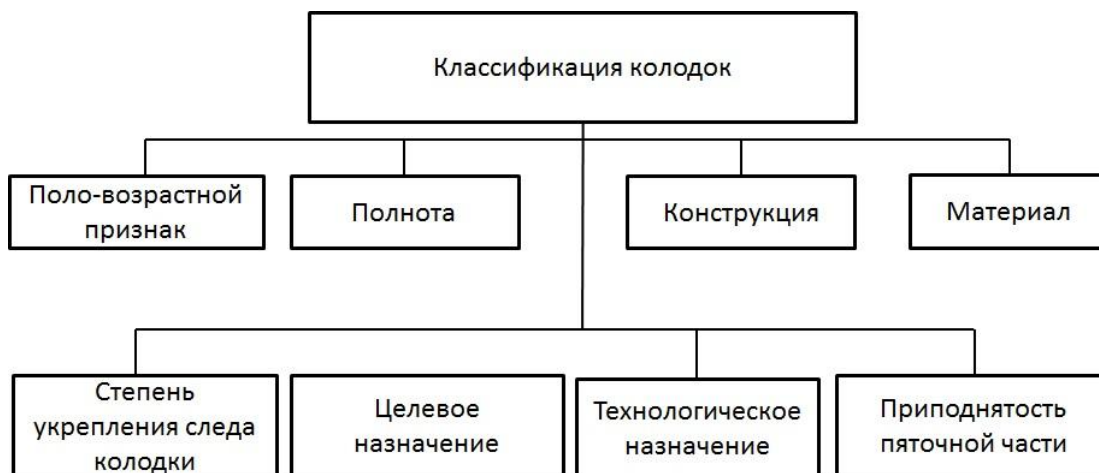 Классификация колодок
Поло-возрастной
признак
Полнота
Конструкция
Материал
Степень
укрепления следа
колодки
Целевое
назначение
Технологическое
назначение
Приподнятость
пяточной части